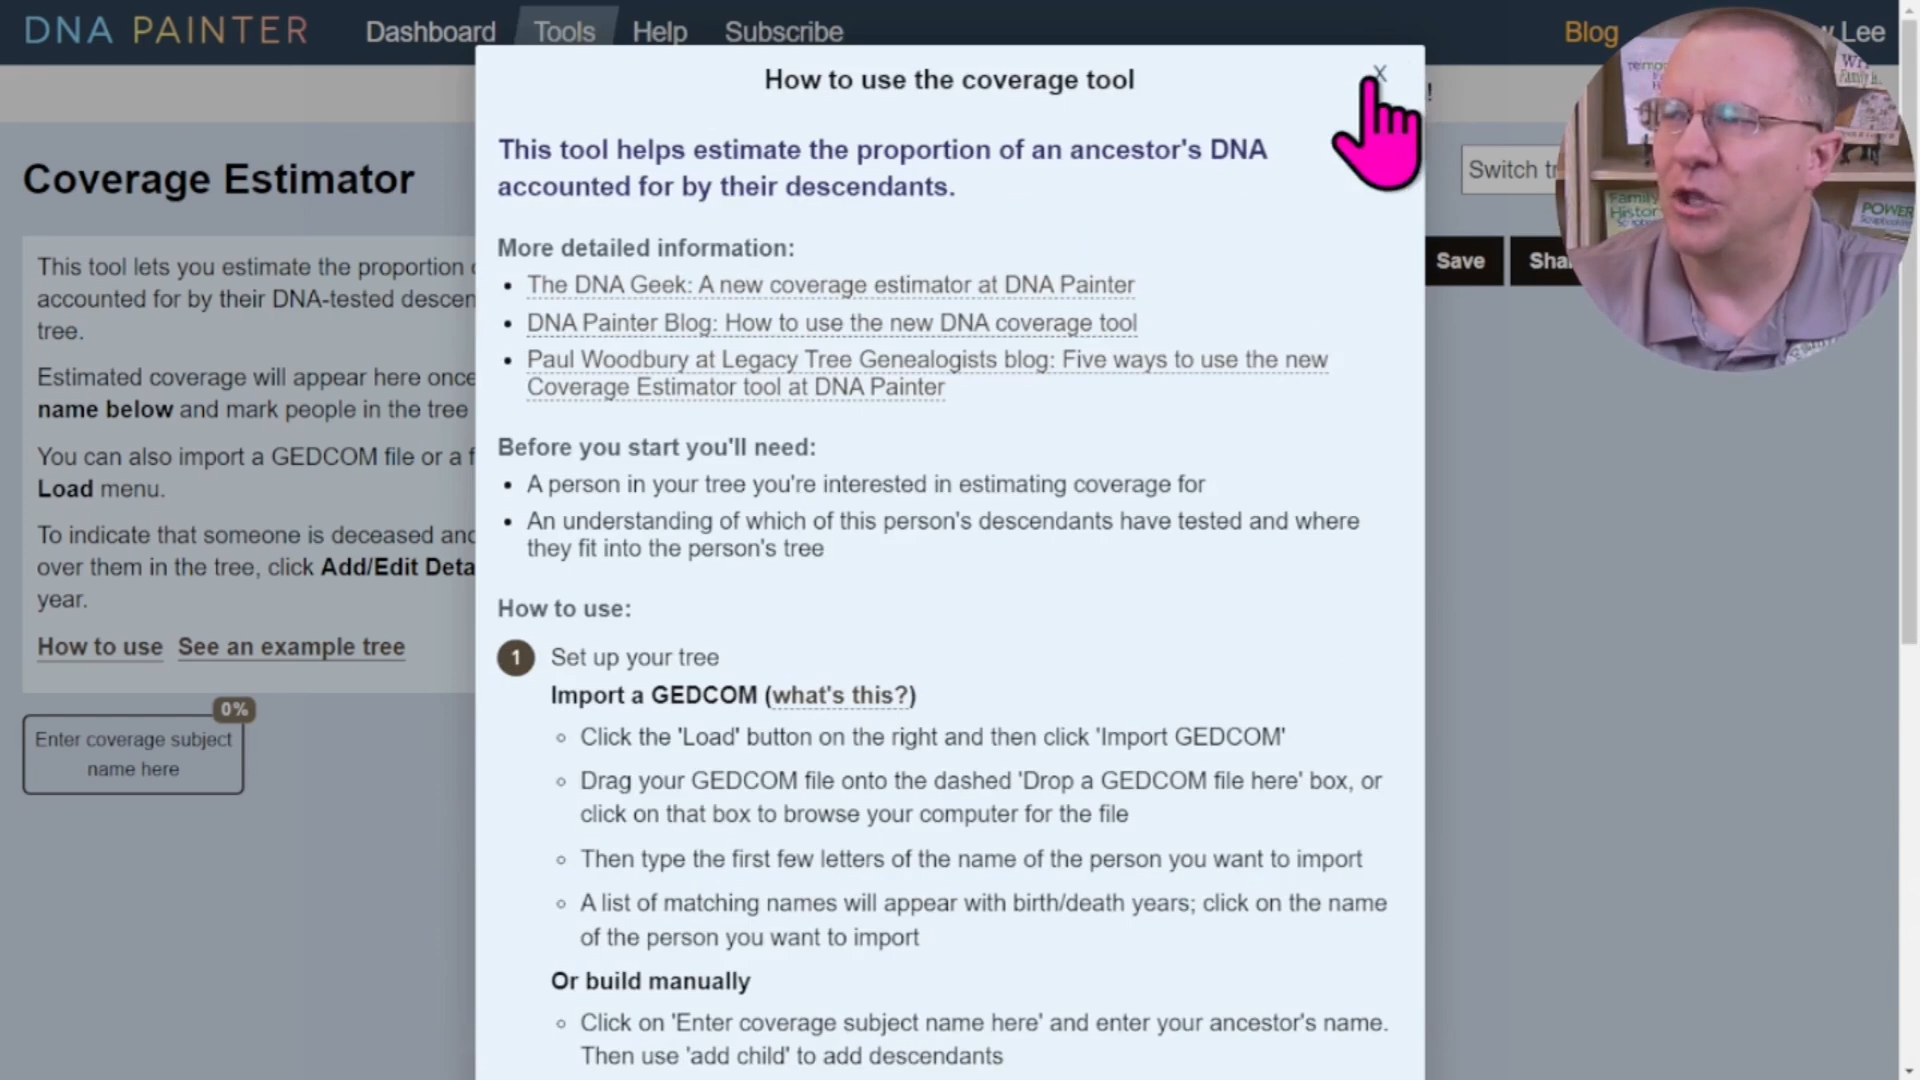 DNA PAINTER
Dashboard
Tools
Help
Subscribe
Blog
Lee
How to use the coverage tool
X
!
This tool helps estimate the proportion of an ancestor's DNA
accounted for by their descendants.
More detailed information:
• The DNA Geek: A new coverage estimator at DNA Painter
• DNA Painter Blog: How to use the new DNA coverage tool
• Paul Woodbury at Legacy Tree Genealogists blog: Five ways to use the new
Coverage Estimator tool at DNA Painter
Before you start you'll need:
• A person in your tree you're interested in estimating coverage for
• An understanding of which of this person's descendants have tested and where
they fit into the person's tree
How to use:
1 Set up your tree
Import a GEDCOM (what's this?)
Click the 'Load' button on the right and then click 'Import GEDCOM'
Drag your GEDCOM file onto the dashed 'Drop a GEDCOM file here' box, or
click on that box to browse your computer for the file
Then type the first few letters of the name of the person you want to import
A list of matching names will appear with birth/death years; click on the name
of the person you want to import
Or build manually
Click on 'Enter coverage subject name here' and enter your ancestor's name.
Then use 'add child' to add descendants
Coverage Estimator
This tool lets you estimate the proportion
accounted for by their DNA-tested descen
tree.
Estimated coverage will appear here once
name below and mark people in the tree
You can also import a GEDCOM file or a f
Load menu.
To indicate that someone is deceased and
over them in the tree, click Add/Edit Deta
year.
How to use See an example tree
0%
Enter coverage subject
name here
Switch tr
Save
Sha
Family
History
POWER